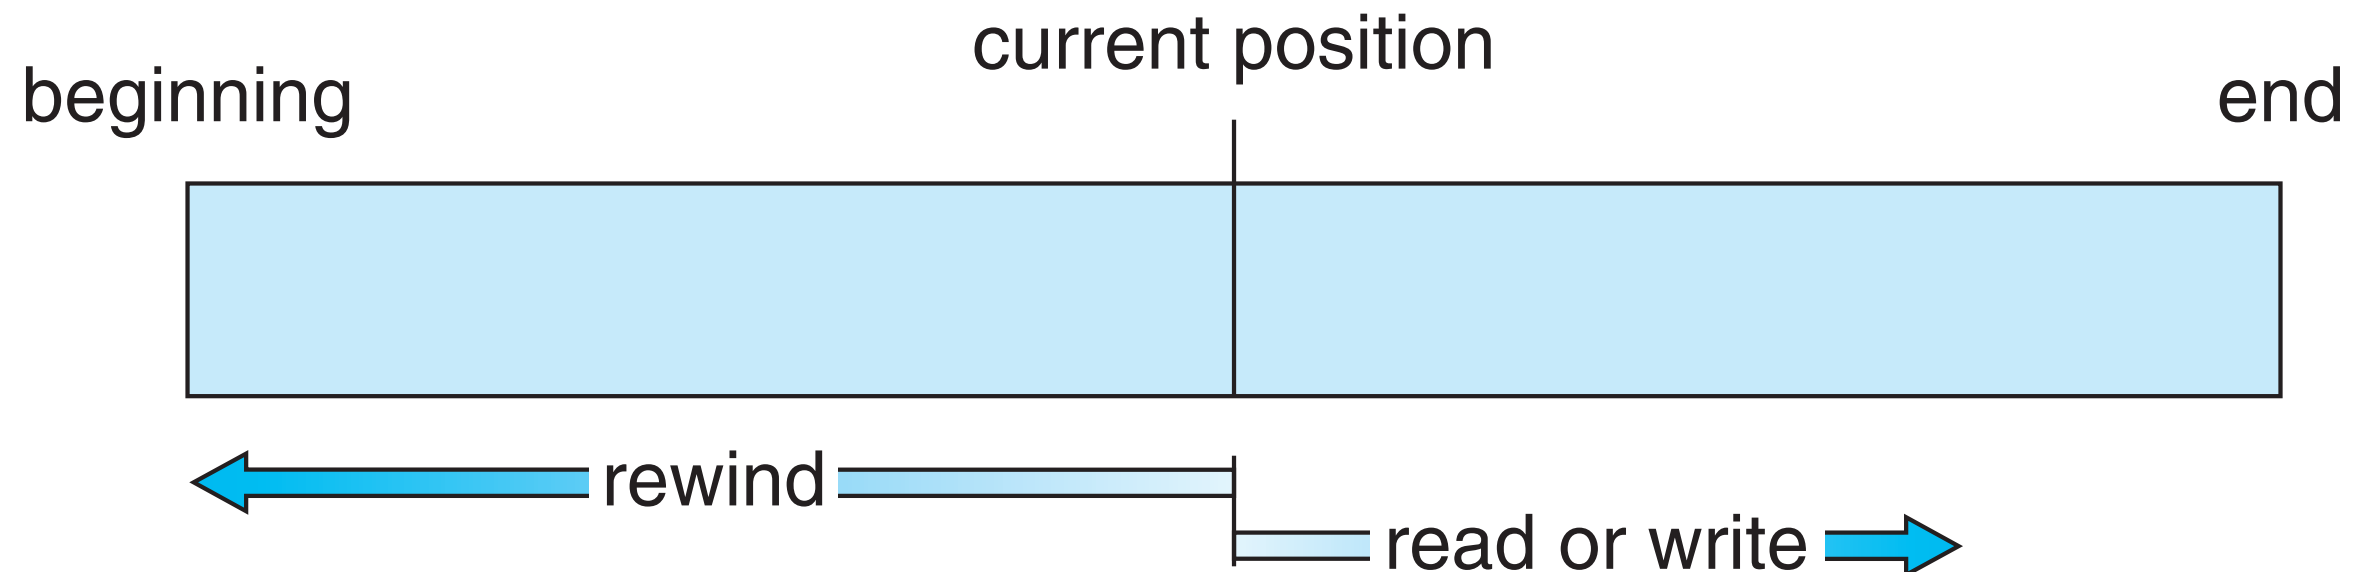 current position
beginning
end
rewind
read or write